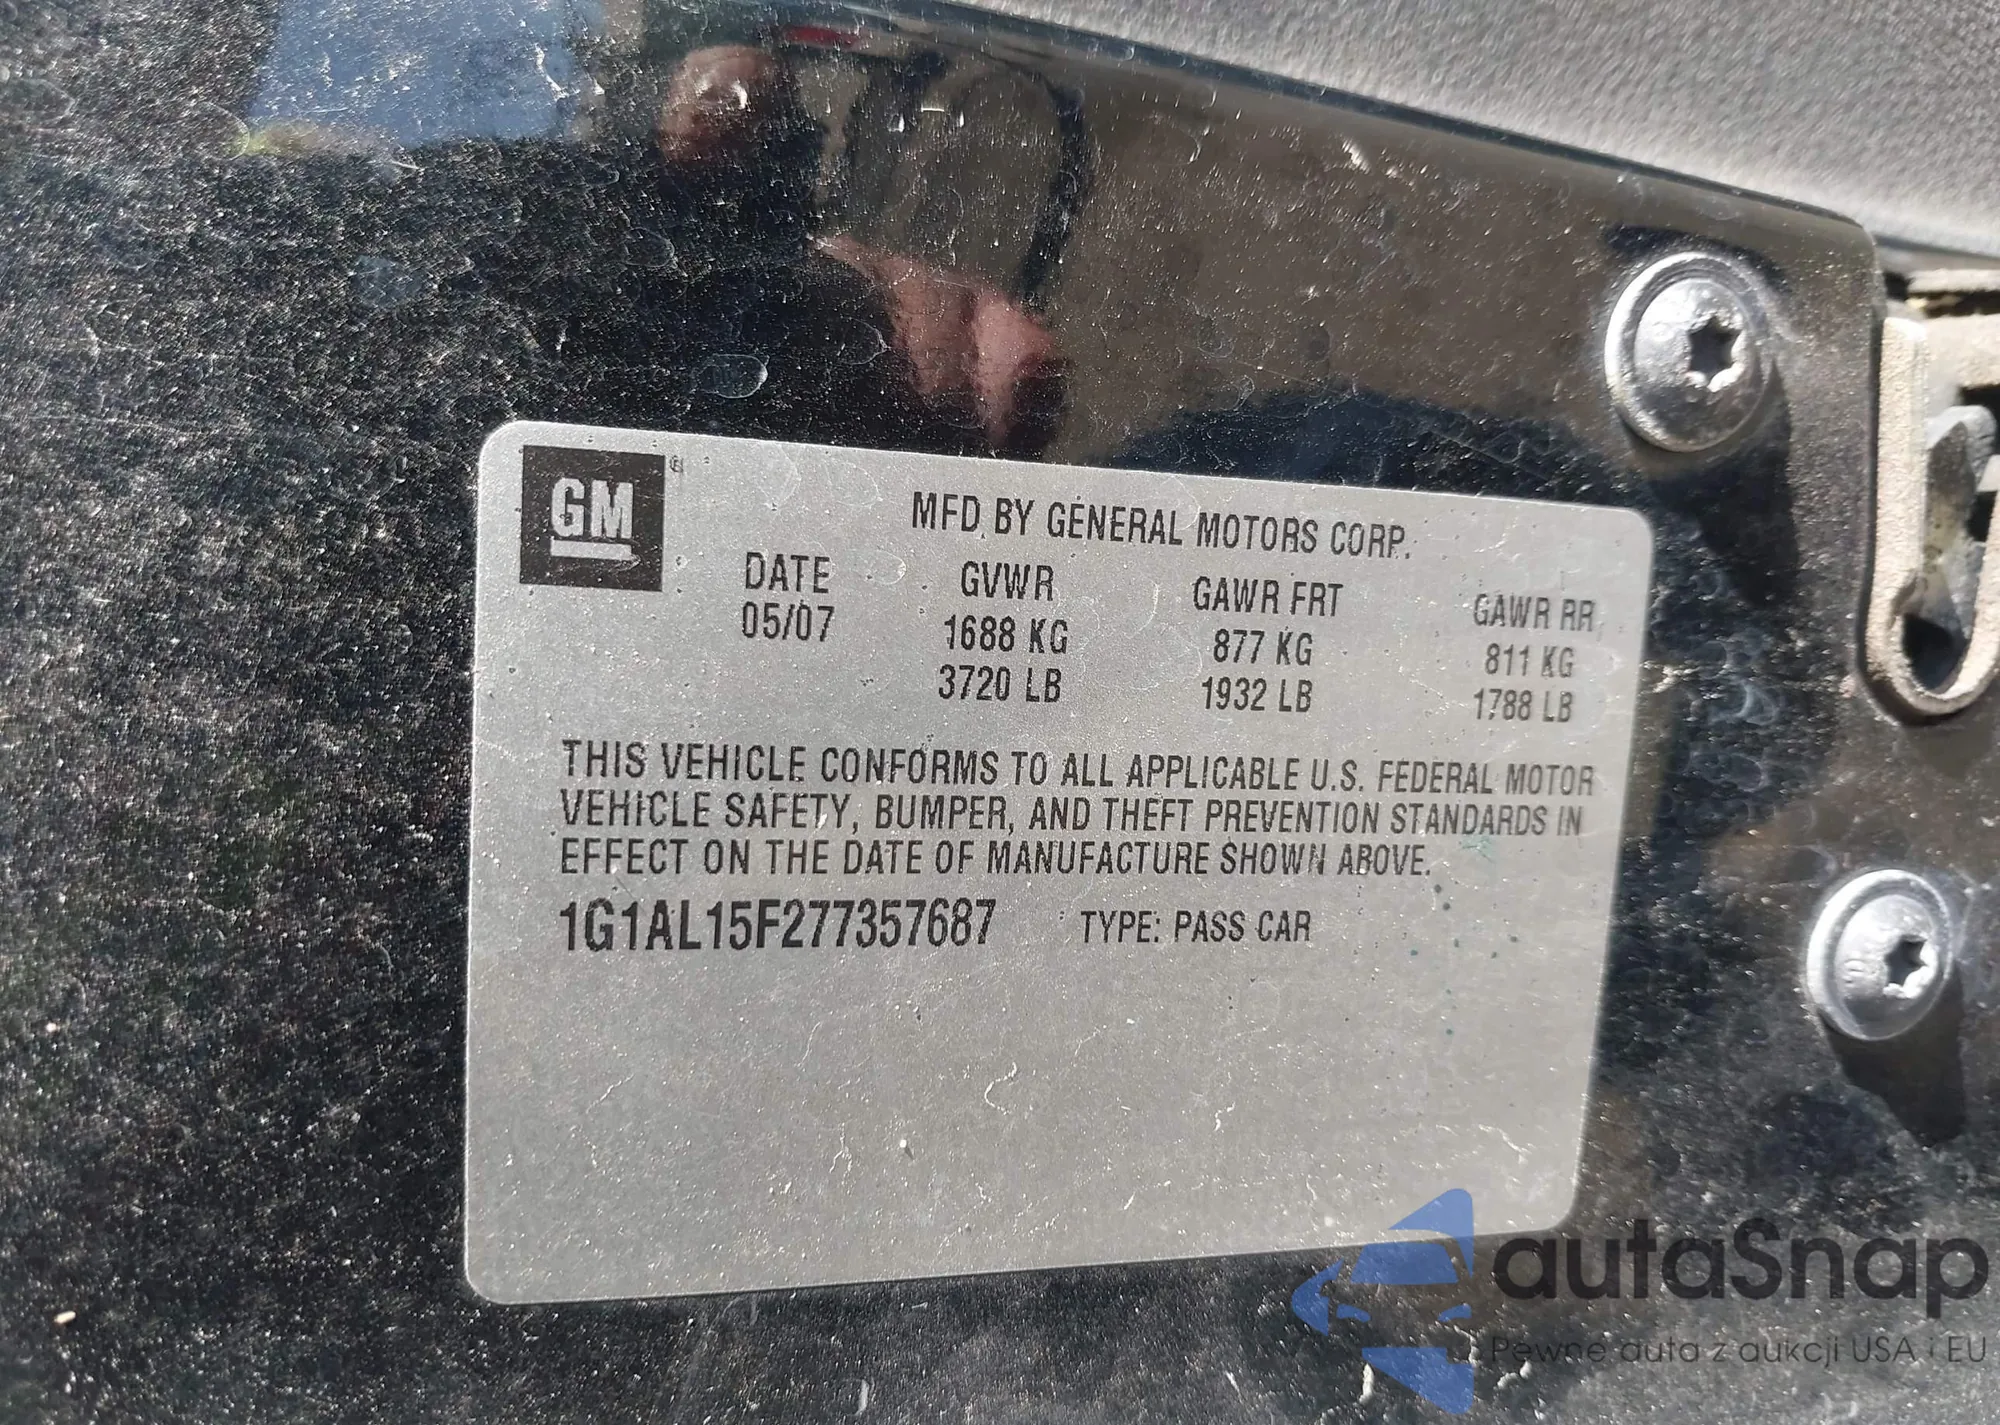 GM
MFD BY GENERAL MOTORS CORP.
DATE GVWR GAWR FRT GAWR RR
05/07 1688 KG 877 KG 811 KG
3720 LB 1932 LB 1788 LB
THIS VEHICLE CONFORMS TO ALL APPLICABLE U.S. FEDERAL MOTOR
VEHICLE SAFETY, BUMPER, AND THEFT PREVENTION STANDARDS IN
EFFECT ON THE DATE OF MANUFACTURE SHOWN ABOVE.
1G1AL15F277357687 TYPE: PASS CAR
autaSnap
Pewne auta z aukcji USA i EU